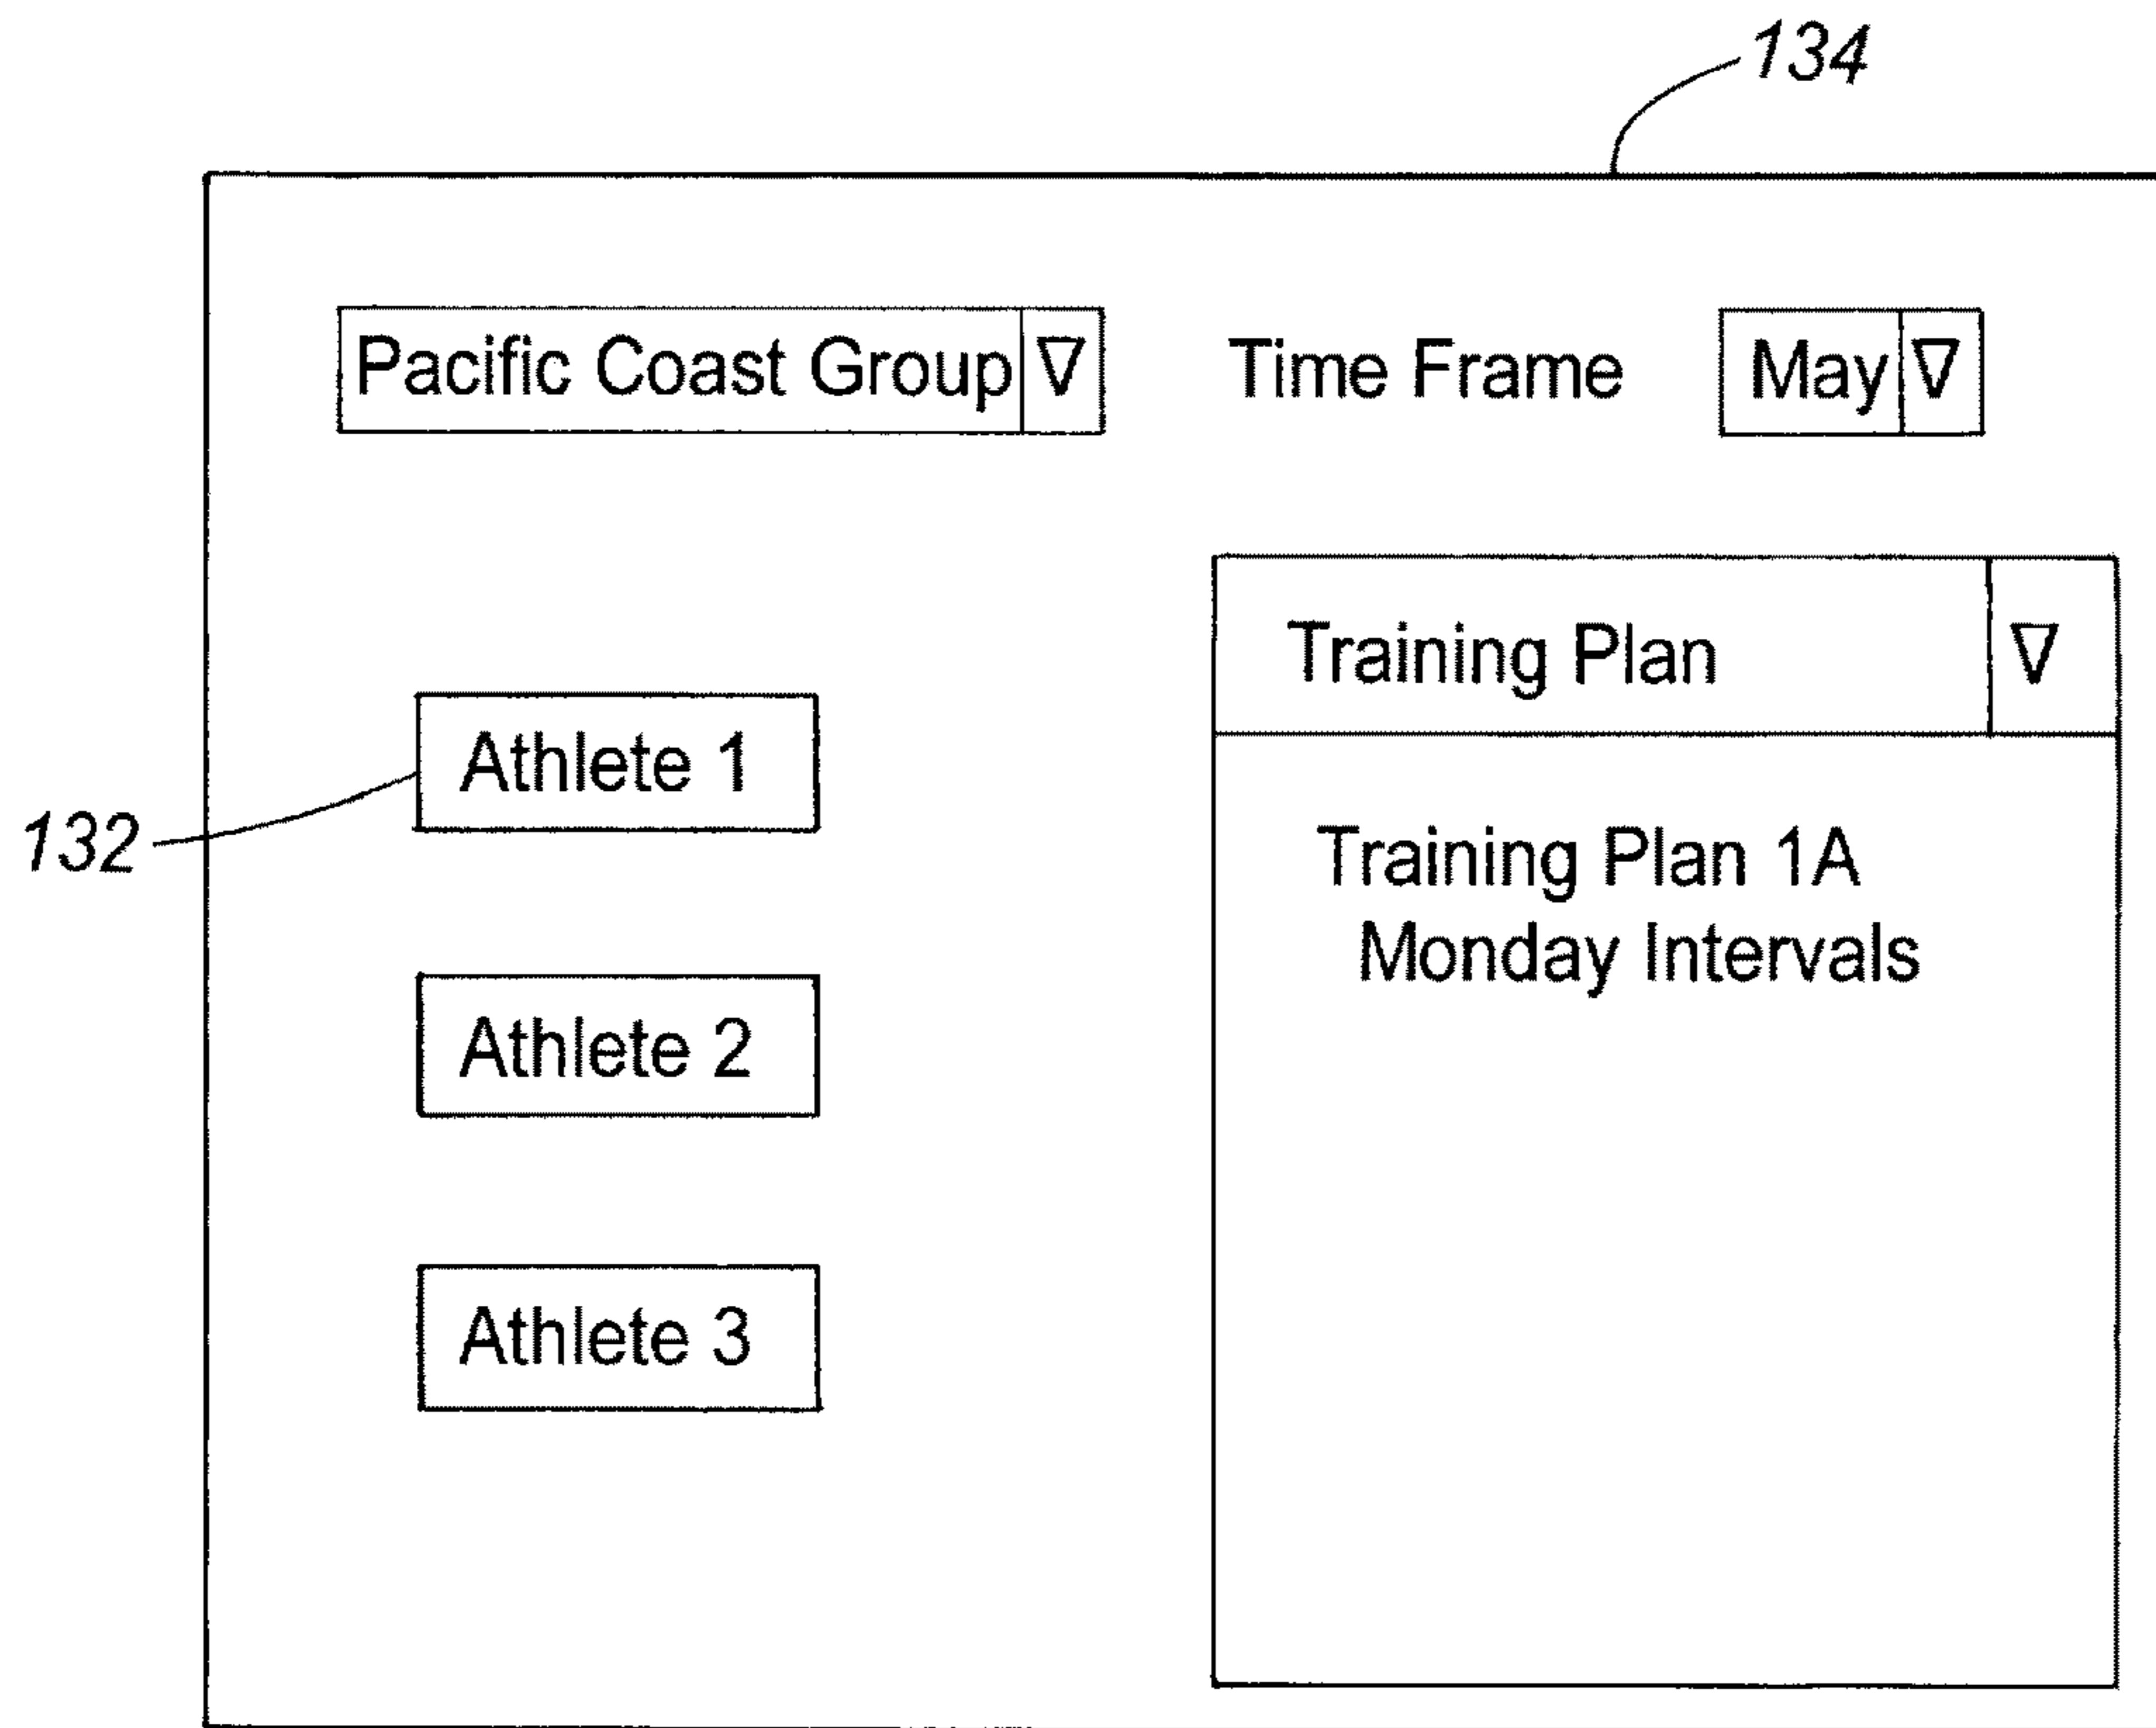 134
Pacific Coast Group ∇ Time Frame May ∇
Training Plan ∇
Athlete 1
132
Training Plan 1A
Monday Intervals
Athlete 2
Athlete 3